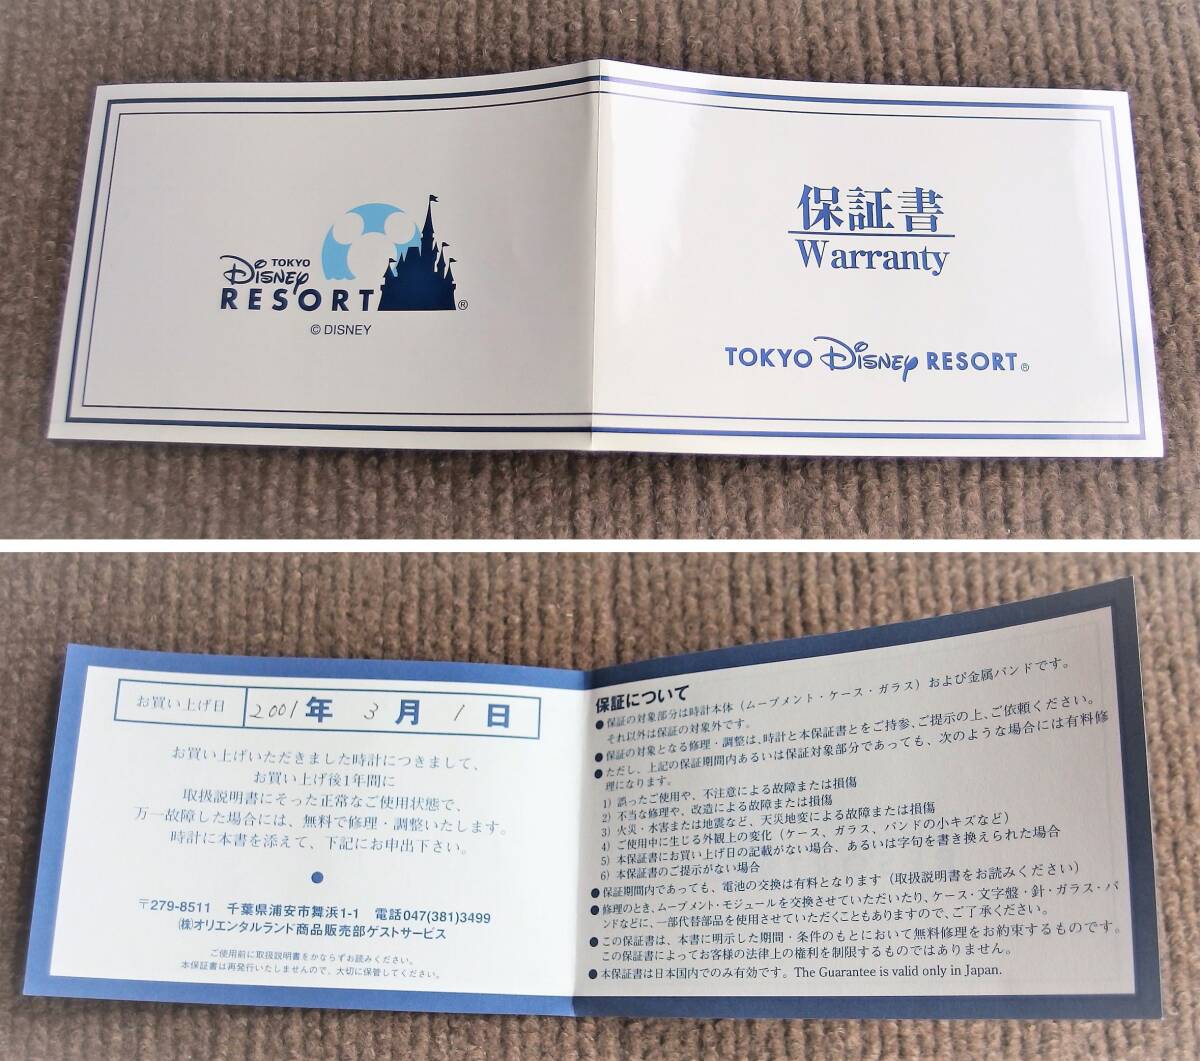 TOKYO
Disney
RESORT®
© DISNEY
保証書
Warranty
TOKYO Disney RESORT®
お買い上げ日 2001年 3月 1日
お買い上げいただきました時計につきまして、
お買い上げ後1年間に
取扱説明書にそった正常なご使用状態で、
万一故障した場合には、無料で修理・調整いたします。
時計に本書を添えて、下記にお申出下さい。
●
〒279-8511 千葉県浦安市舞浜1-1 電話047(381)3499
(株)オリエンタルランド商品販売部ゲストサービス
ご使用前に取扱説明書をかならずお読みください。
本保証書は再発行いたしませんので、大切に保管してください。
保証について
●保証の対象部分は時計本体（ムーブメント・ケース・ガラス）および金属バンドです。
それ以外は保証の対象外です。
●保証の対象となる修理・調整は、時計と本保証書とをご持参、ご提示の上、ご依頼ください。
●ただし、上記の保証期間内あるいは保証対象部分であっても、次のような場合には有料修
理になります。
1）誤ったご使用や、不注意による故障または損傷
2）不当な修理や、改造による故障または損傷
3）火災・水害または地震など、天災地変による故障または損傷
4）ご使用中に生じる外観上の変化（ケース、ガラス、バンドの小キズなど）
5）本保証書にお買い上げ日の記載がない場合、あるいは字句を書き換えられた場合
6）本保証書のご提示がない場合
●保証期間内であっても、電池の交換は有料となります（取扱説明書をお読みください）
●修理のとき、ムーブメント・モジュールを交換させていただいたり、ケース・文字盤・針・ガラス・バ
ンドなどに、一部代替部品を使用させていただくこともありますので、ご了承ください。
●この保証書は、本書に明示した期間・条件のもとにおいて無料修理をお約束するものです。
この保証書によってお客様の法律上の権利を制限するものではありません。
●本保証書は日本国内でのみ有効です。The Guarantee is valid only in Japan.